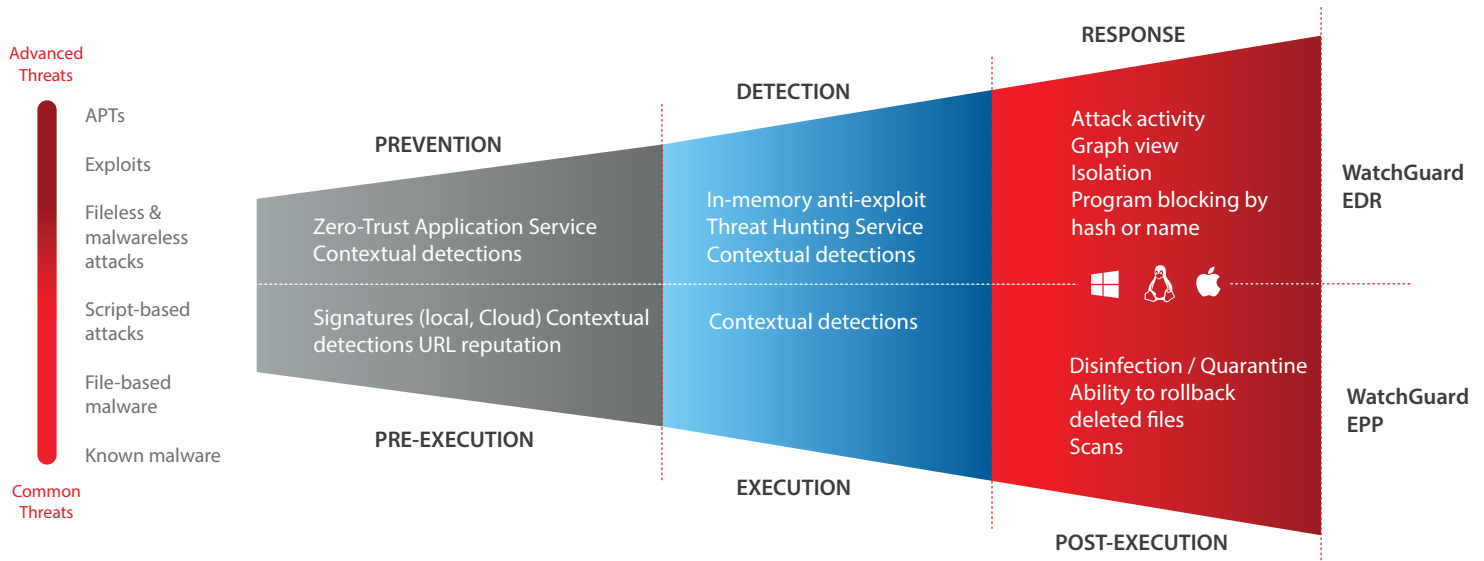 Advanced
Threats
APTs
Exploits
Fileless &
malwareless
attacks
Script-based
attacks
File-based
malware
Known malware
Common
Threats
PREVENTION
Zero-Trust Application Service
Contextual detections
Signatures (local, Cloud) Contextual
detections URL reputation
PRE-EXECUTION
DETECTION
In-memory anti-exploit
Threat Hunting Service
Contextual detections
Contextual detections
EXECUTION
RESPONSE
Attack activity
Graph view
Isolation
Program blocking by
hash or name
Disinfection / Quarantine
Ability to rollback
deleted files
Scans
POST-EXECUTION
WatchGuard
EDR
WatchGuard
EPP